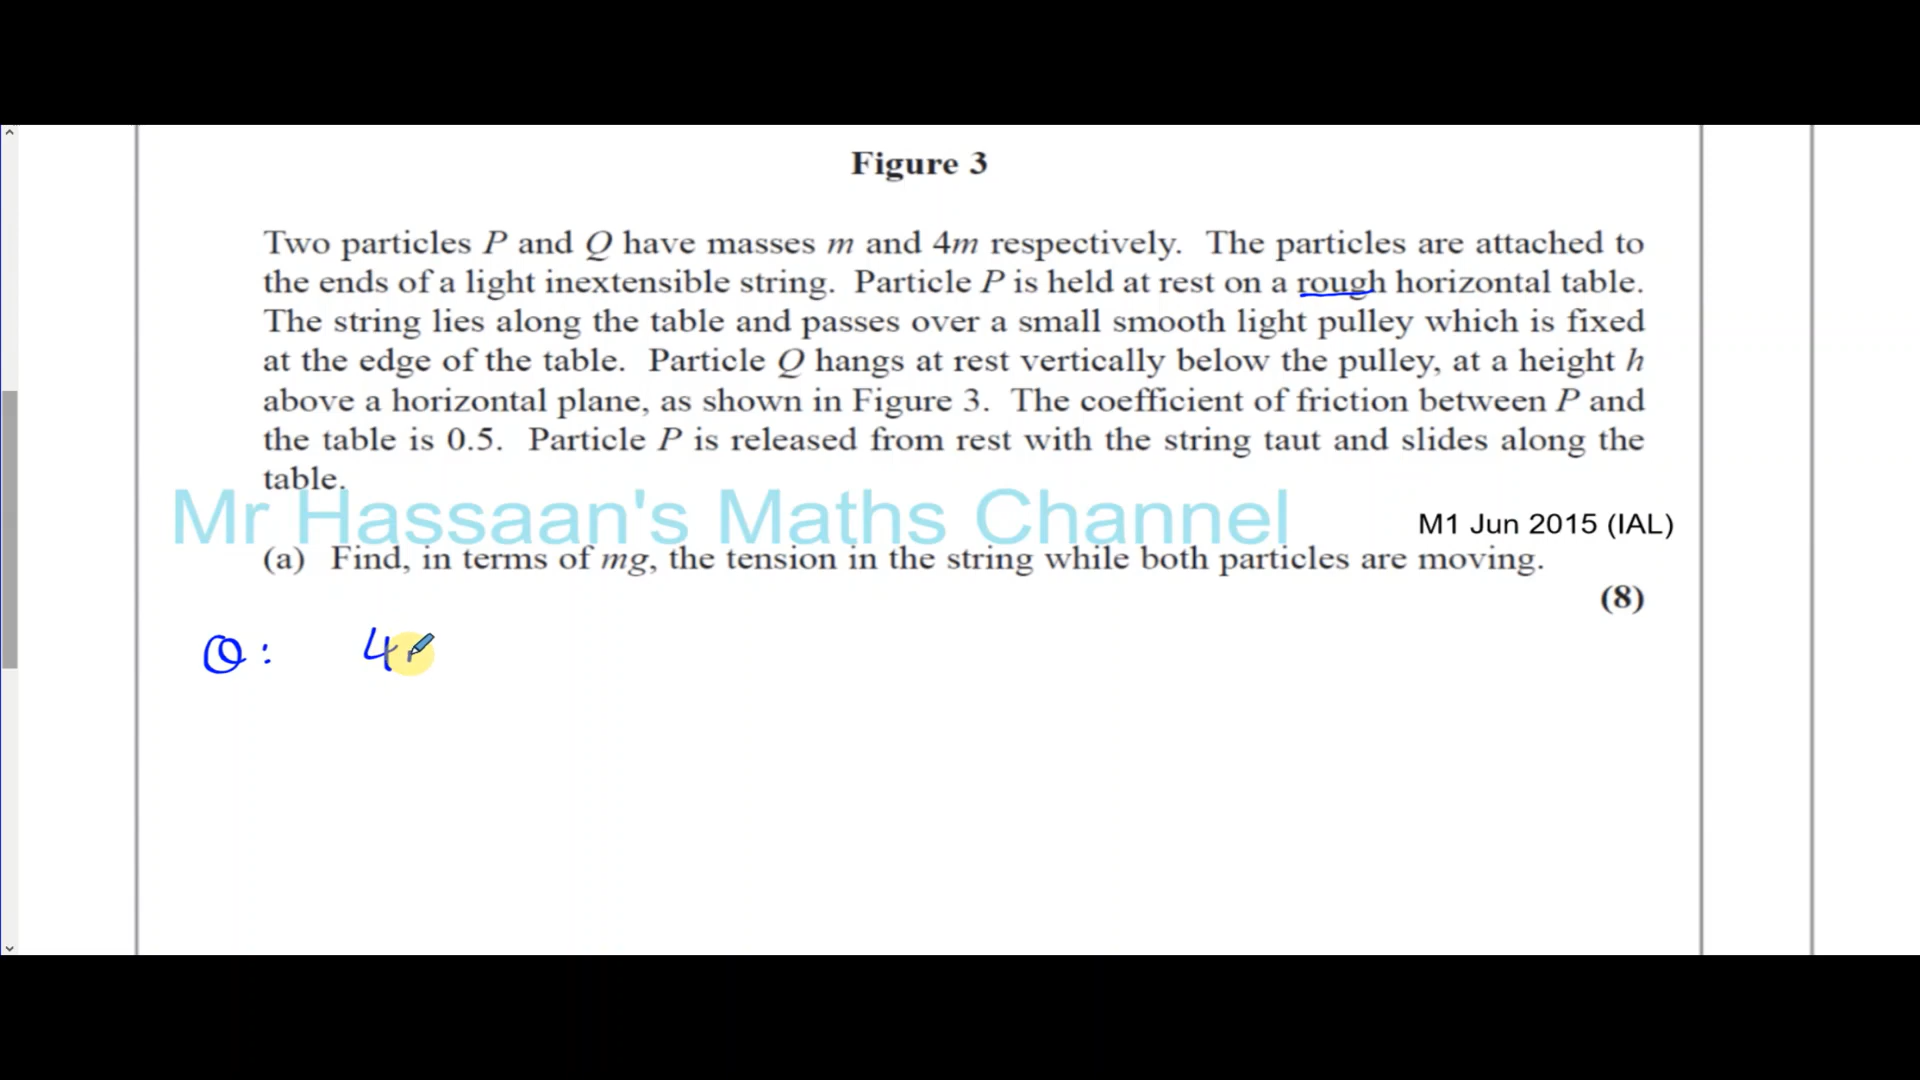 Figure 3
Two particles P and Q have masses m and 4m respectively. The particles are attached to
the ends of a light inextensible string. Particle P is held at rest on a rough horizontal table.
The string lies along the table and passes over a small smooth light pulley which is fixed
at the edge of the table. Particle Q hangs at rest vertically below the pulley, at a height h
above a horizontal plane, as shown in Figure 3. The coefficient of friction between P and
the table is 0.5. Particle P is released from rest with the string taut and slides along the
table.
Mr Hassaan's Maths Channel
M1 Jun 2015 (IAL)
(a) Find, in terms of mg, the tension in the string while both particles are moving.
(8)
Q: 4